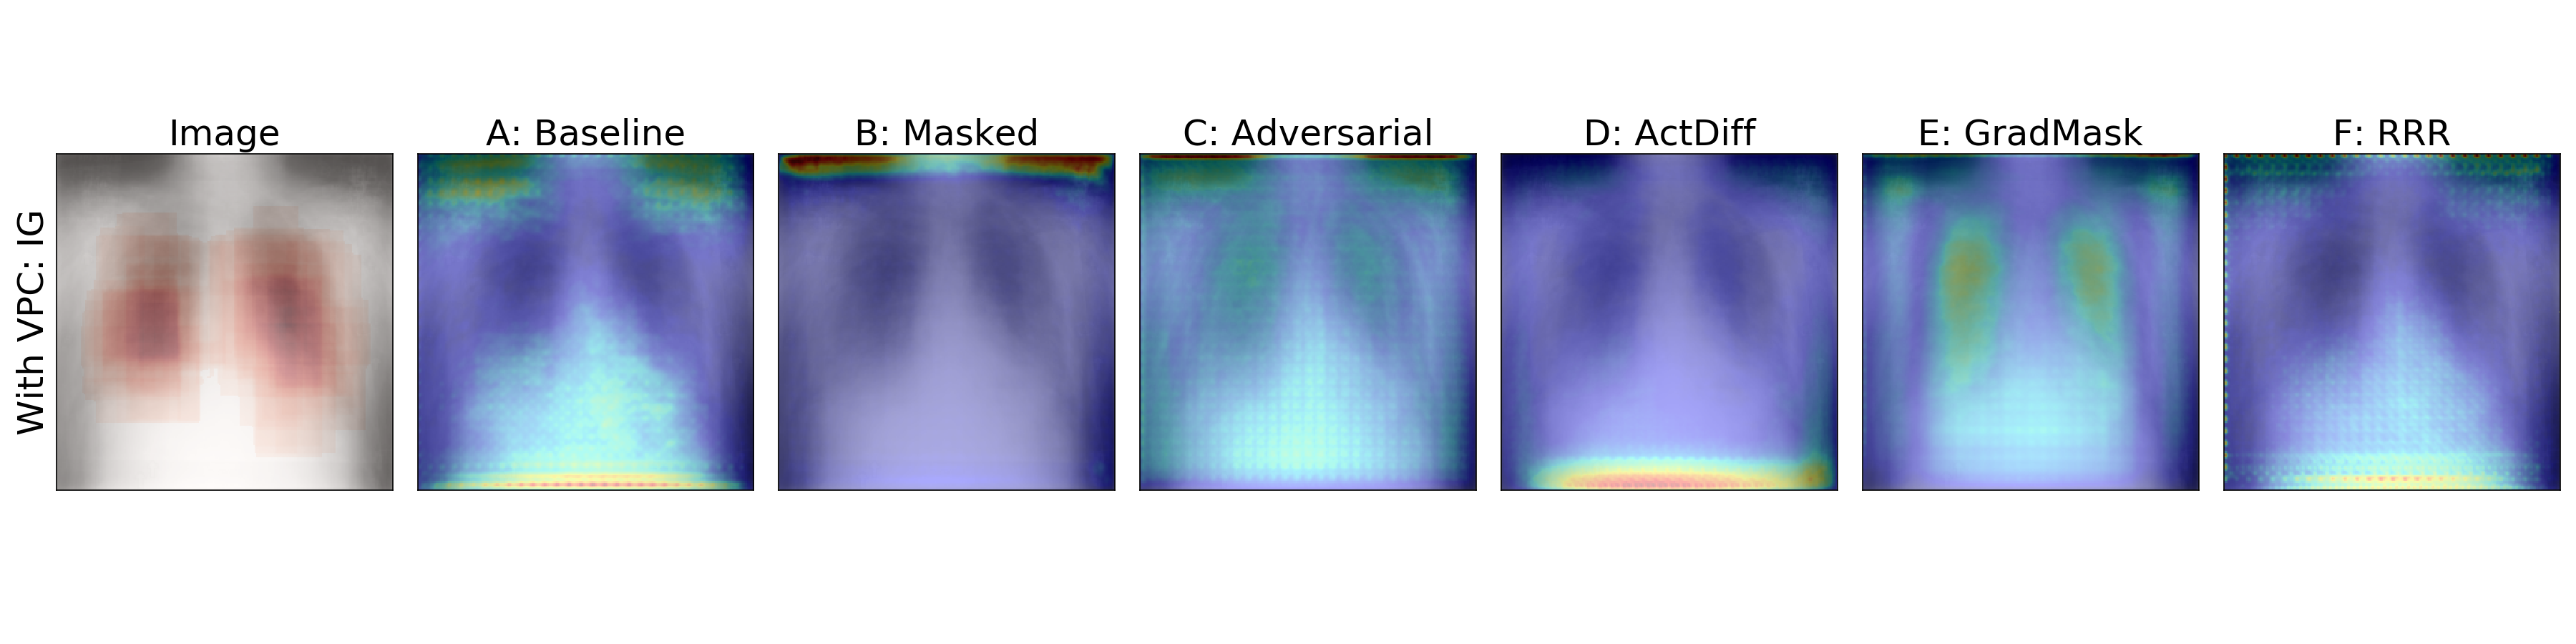 Image
A: Baseline
B: Masked
C: Adversarial
D: ActDiff
E: GradMask
F: RRR
With VPC: IG